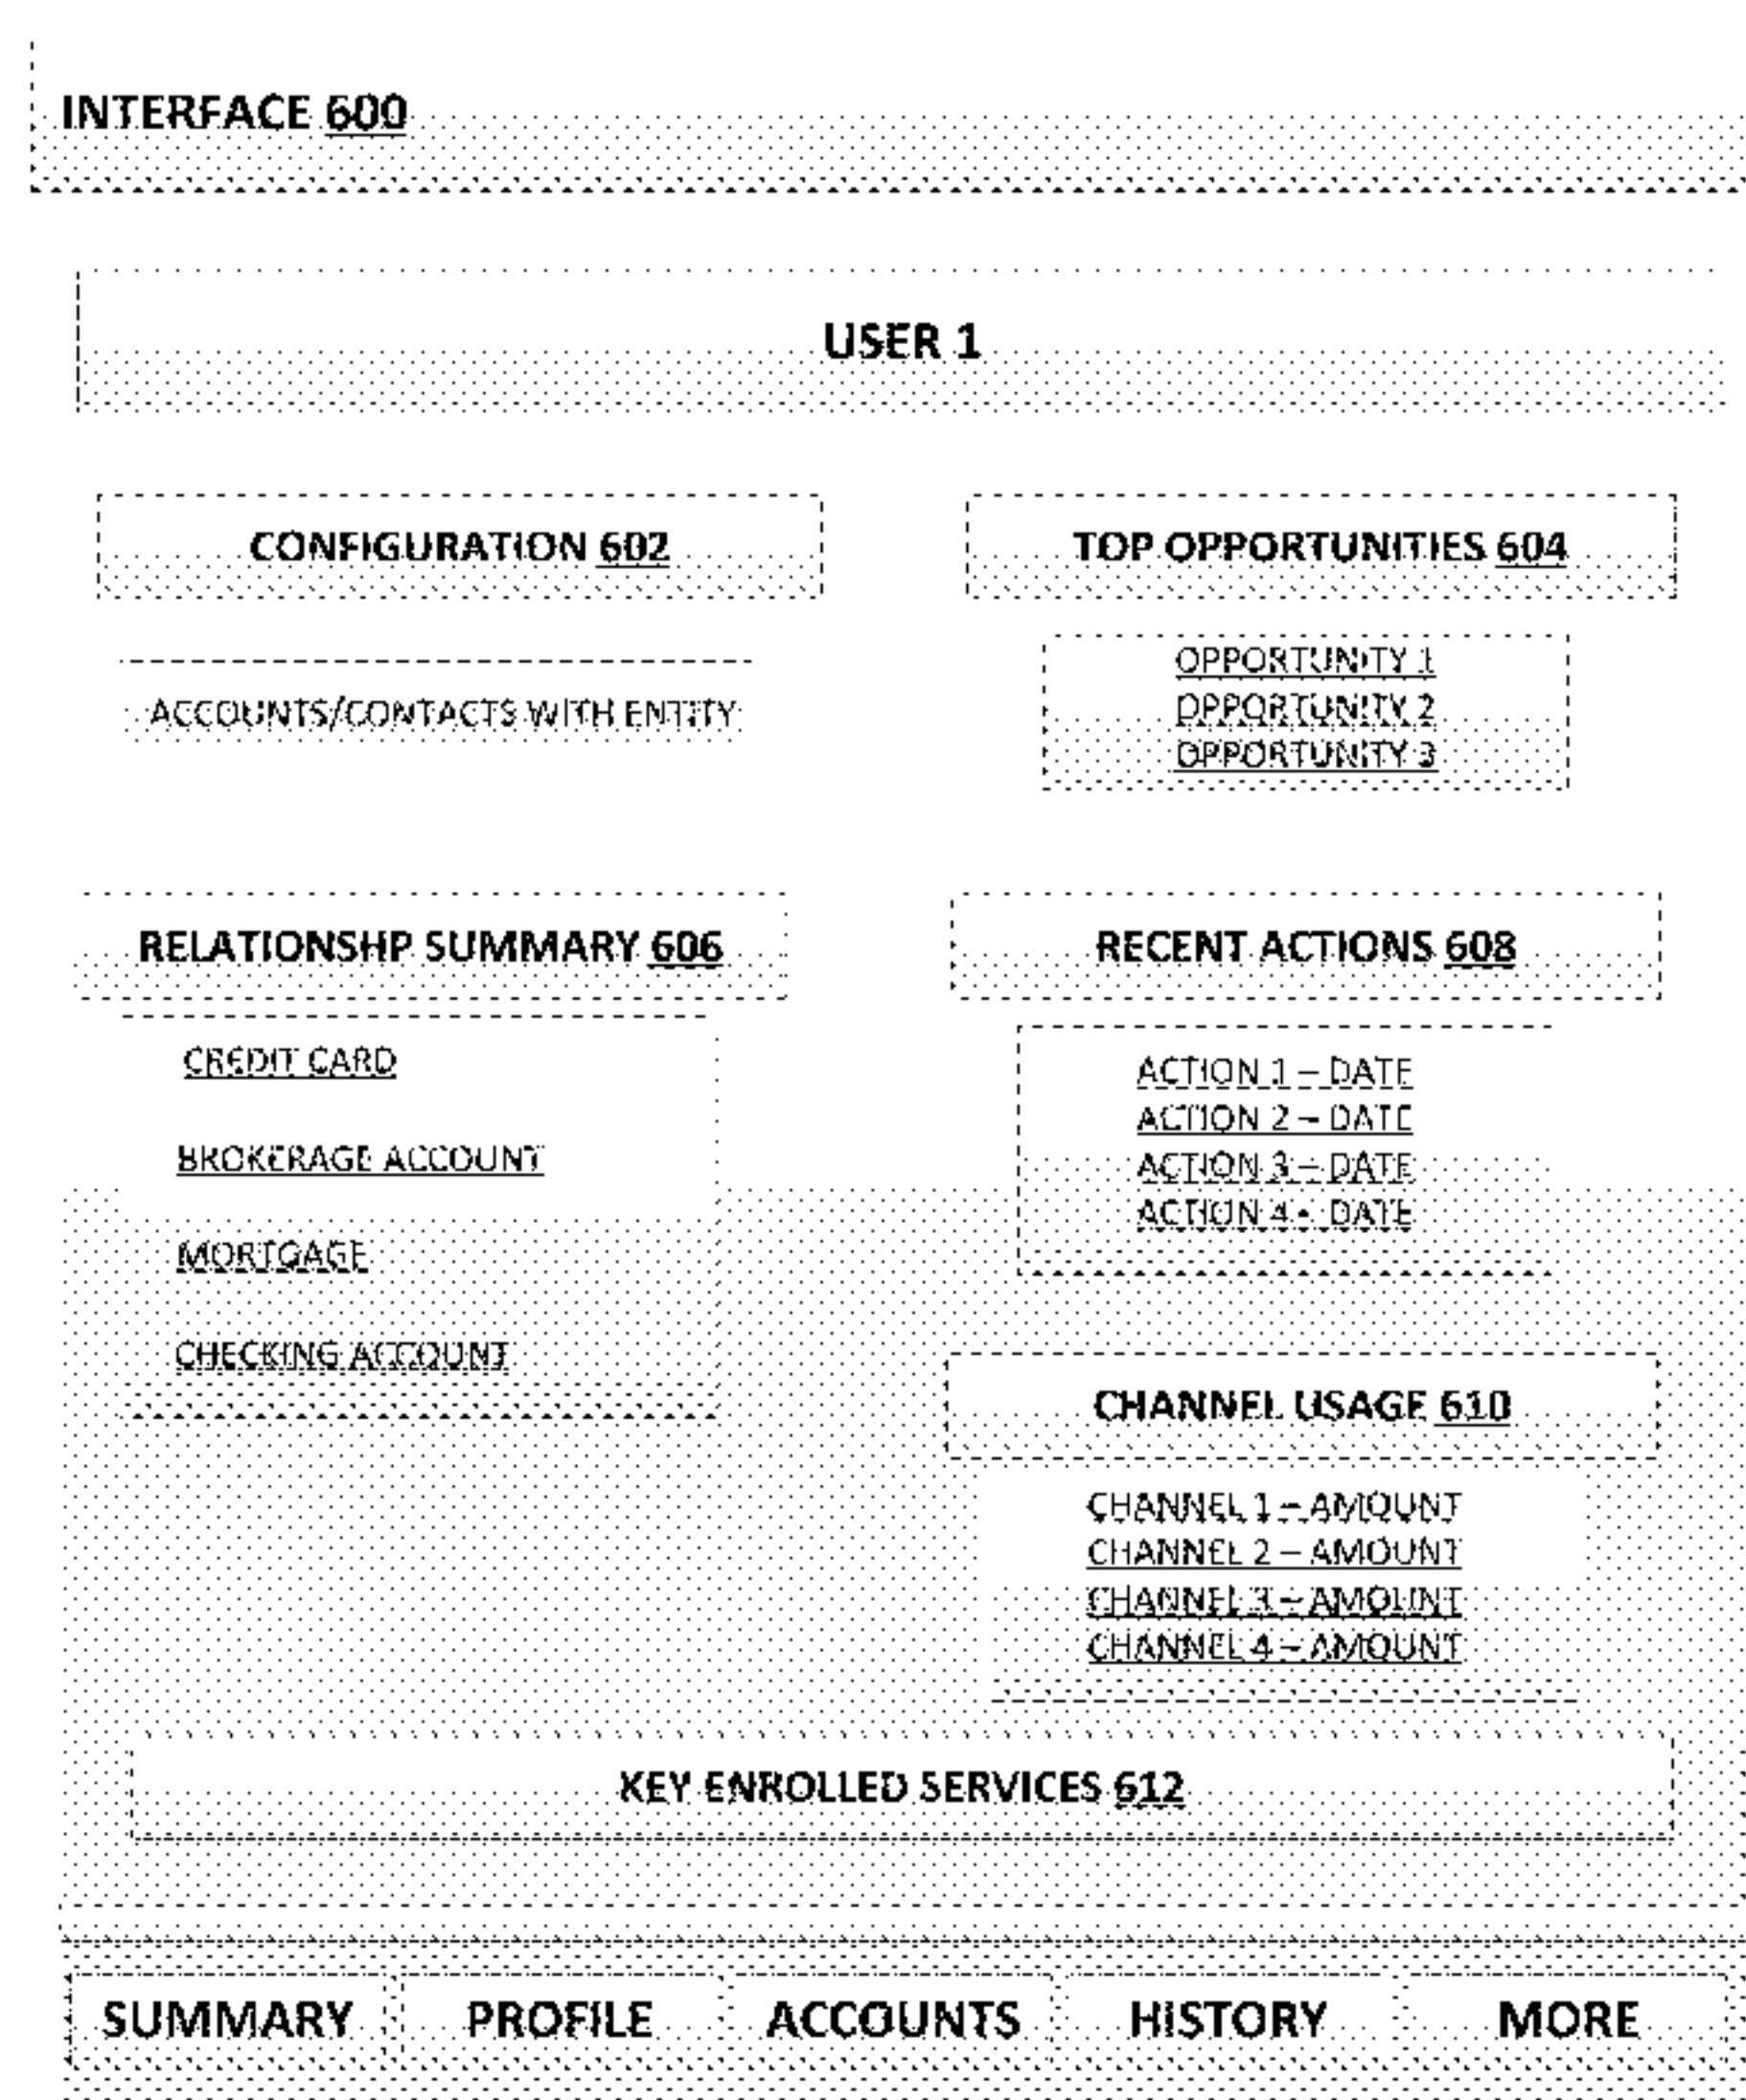 INTERFACE 600
USER 1
CONFIGURATION 602
ACCOUNTS/CONTACTS WITH ENTITY
TOP OPPORTUNITIES 604
OPPORTUNITY 1
OPPORTUNITY 2
OPPORTUNITY 3
RELATIONSHP SUMMARY 606
CREDIT CARD
BROKERAGE ACCOUNT
MORTGAGE
CHECKING ACCOUNT
RECENT ACTIONS 608
ACTION 1 – DATE
ACTION 2 – DATE
ACTION 3 – DATE
ACTION 4 - DATE
CHANNEL USAGE 610
CHANNEL 1 – AMOUNT
CHANNEL 2 – AMOUNT
CHANNEL 3 – AMOUNT
CHANNEL 4 – AMOUNT
KEY ENROLLED SERVICES 612
SUMMARY PROFILE ACCOUNTS HISTORY MORE